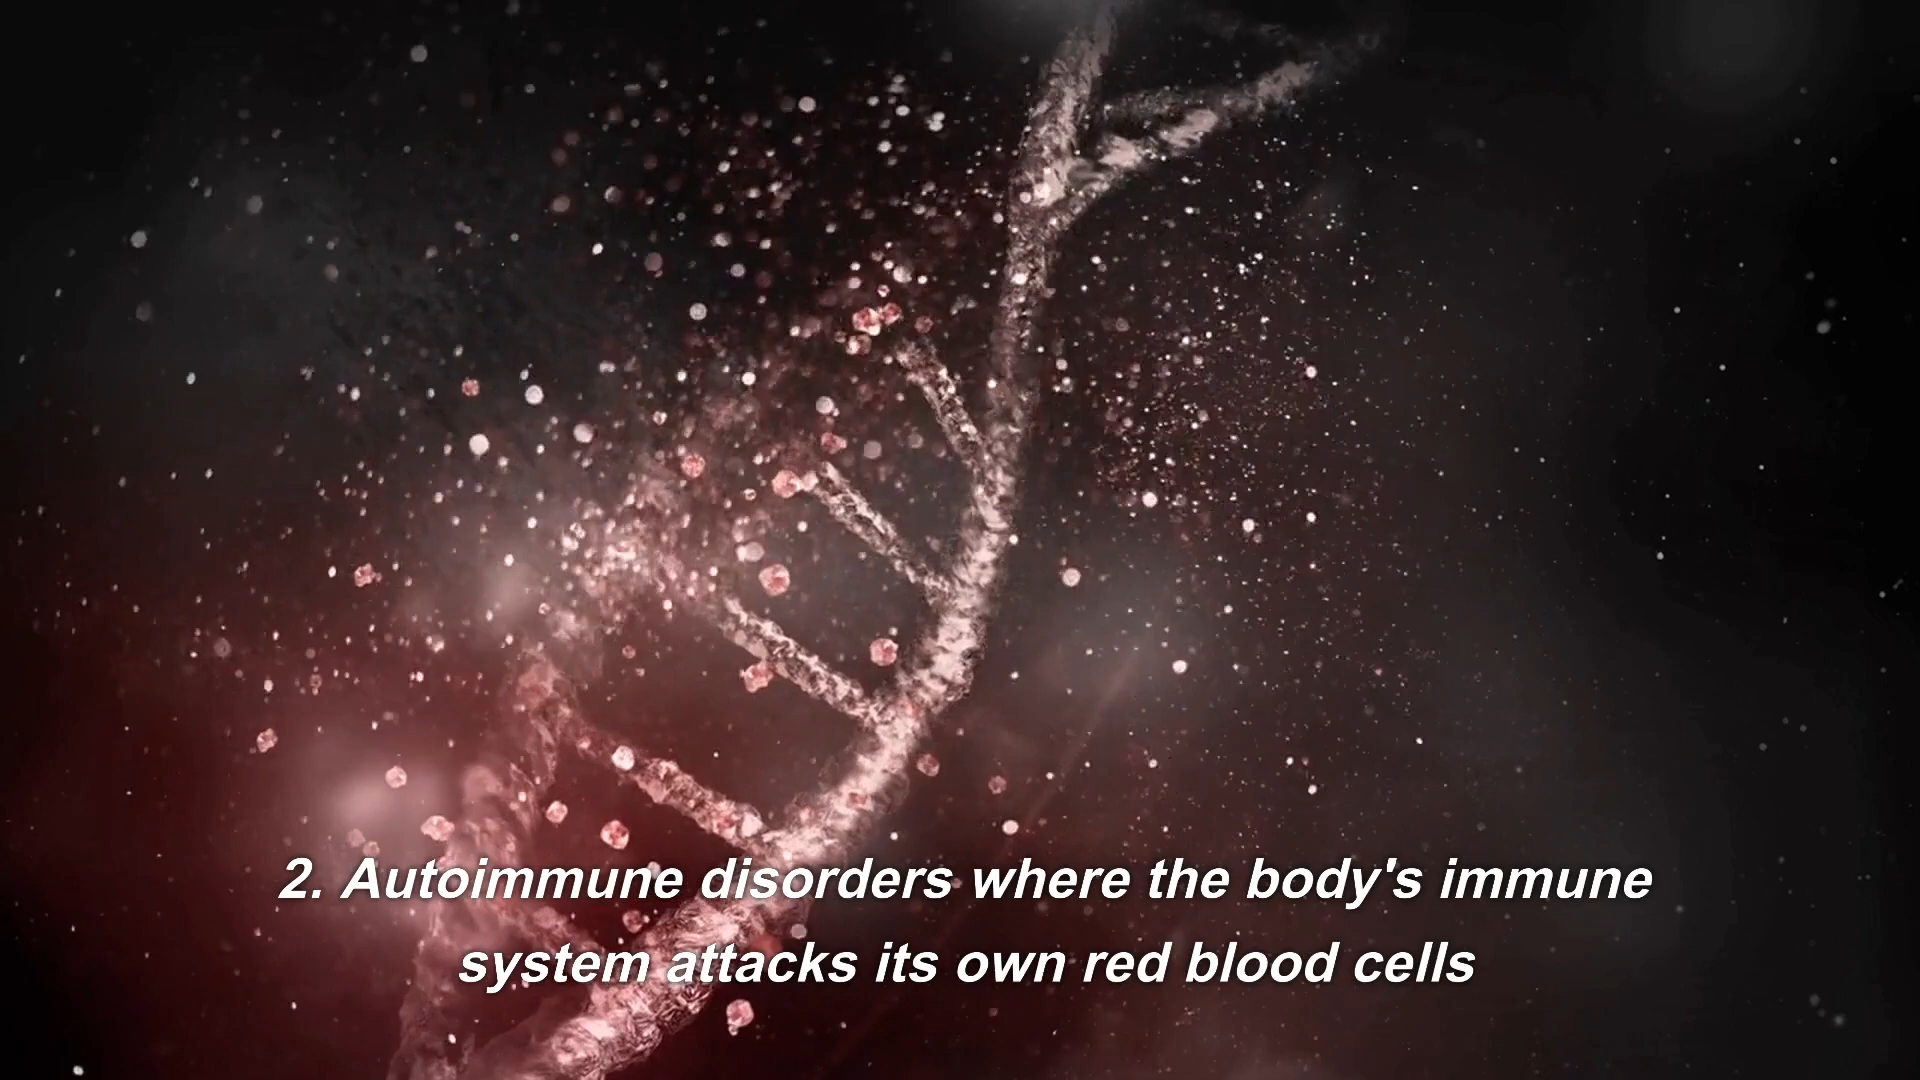 2. Autoimmune disorders where the body's immune
system attacks its own red blood cells